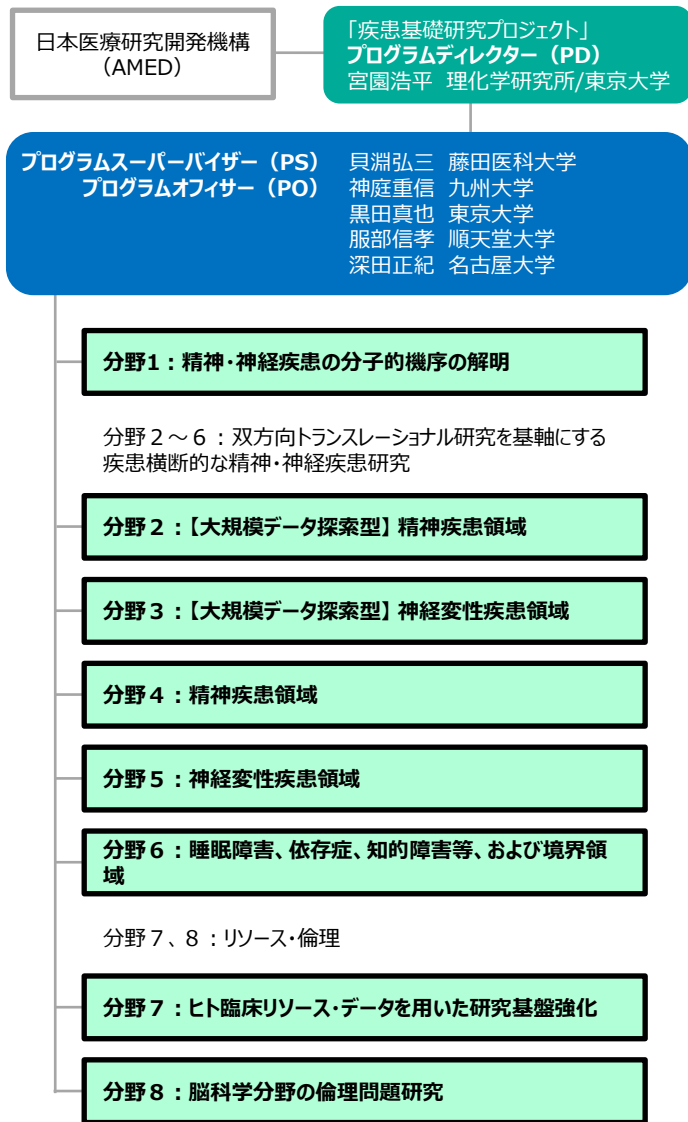 日本医療研究開発機構
（AMED）
「疾患基礎研究プロジェクト」
プログラムディレクター（PD）
宮園浩平 理化学研究所/東京大学
プログラムスーパーバイザー（PS） 貝淵弘三 藤田医科大学
プログラムオフィサー（PO） 神庭重信 九州大学
黒田真也 東京大学
服部信孝 順天堂大学
深田正紀 名古屋大学
分野1：精神・神経疾患の分子的機序の解明
分野２～６：双方向トランスレーショナル研究を基軸にする
疾患横断的な精神・神経疾患研究
分野２：【大規模データ探索型】精神疾患領域
分野３：【大規模データ探索型】神経変性疾患領域
分野４：精神疾患領域
分野５：神経変性疾患領域
分野６：睡眠障害、依存症、知的障害等、および境界領
域
分野７、８：リソース・倫理
分野７：ヒト臨床リソース・データを用いた研究基盤強化
分野８：脳科学分野の倫理問題研究